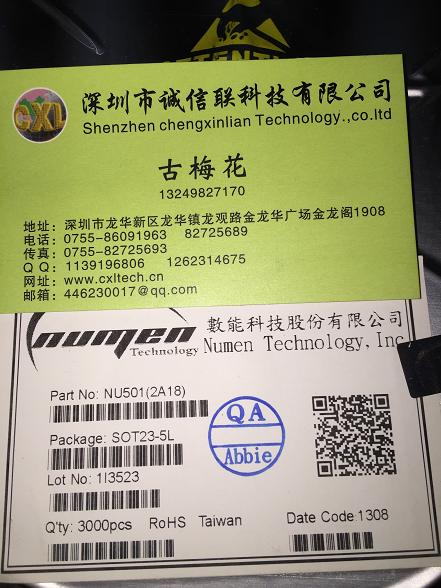 CXL
深圳市诚信联科技有限公司
Shenzhen chengxinlian Technology.,co.ltd
古梅花
13249827170
地址：深圳市龙华新区龙华镇龙观路金龙华广场金龙阁1908
电话：0755-86091963 82725689
传真：0755-82725693
Q Q：1139196806 1262314675
网址：www.cxltech.cn
邮箱：446230017@qq.com
numen
Technology
數能科技股份有限公司
Numen Technology, Inc
Part No: NU501(2A18)
Package: SOT23-5L
Lot No: 1I3523
QA
Abbie
Q'ty: 3000pcs RoHS Taiwan
Date Code:1308